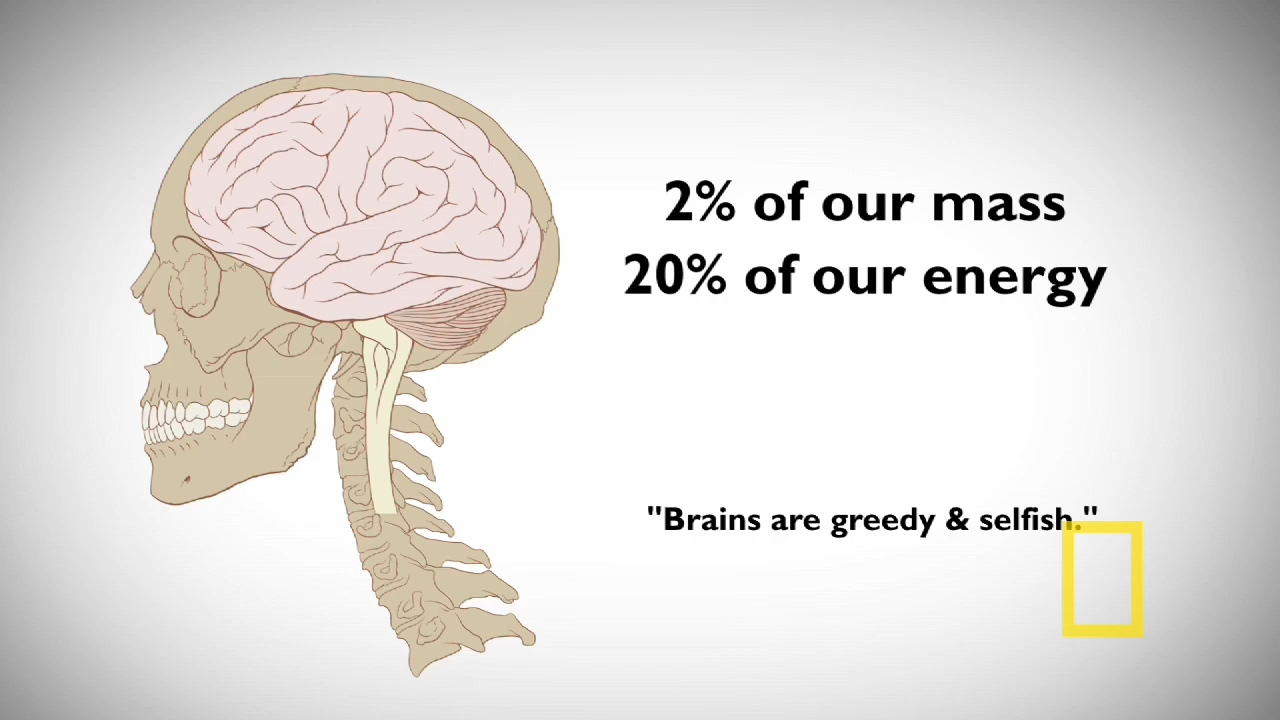 2% of our mass
20% of our energy
"Brains are greedy & selfish."